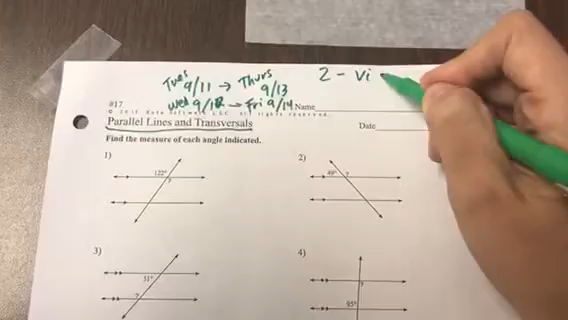 2 - vi
Tues 9/11 → Thurs 9/13
Wed 9/12 → Fri 9/14
#17
Name
Parallel Lines and Transversals
Date
Find the measure of each angle indicated.
1)
122°
?
2)
49°
?
3)
51°
?
4)
?
95°